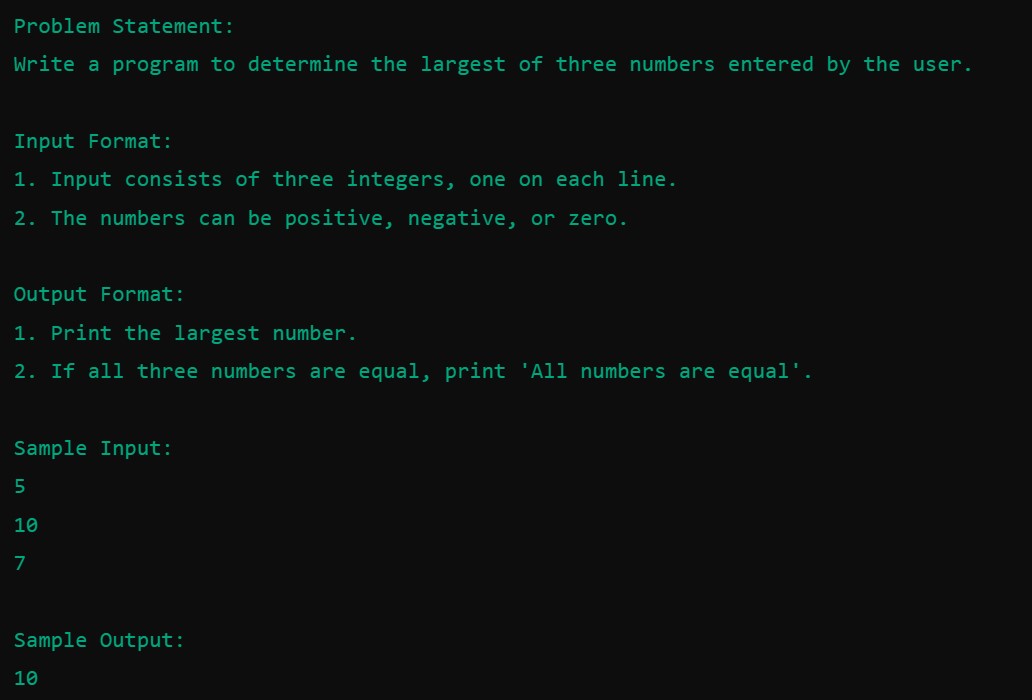 Problem Statement:
Write a program to determine the largest of three numbers entered by the user.
Input Format:
1. Input consists of three integers, one on each line.
2. The numbers can be positive, negative, or zero.
Output Format:
1. Print the largest number.
2. If all three numbers are equal, print 'All numbers are equal'.
Sample Input:
5
10
7
Sample Output:
10